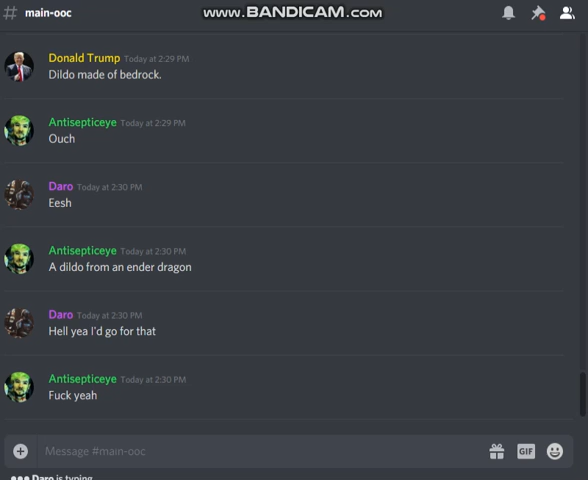 # main-ooc
www.BANDICAM.com
Donald Trump Today at 2:29 PM
Dildo made of bedrock.
Antisepticeye Today at 2:29 PM
Ouch
Daro Today at 2:30 PM
Eesh
Antisepticeye Today at 2:30 PM
A dildo from an ender dragon
Daro Today at 2:30 PM
Hell yea I'd go for that
Antisepticeye Today at 2:30 PM
Fuck yeah
Message #main-ooc
GIF
Daro is typing